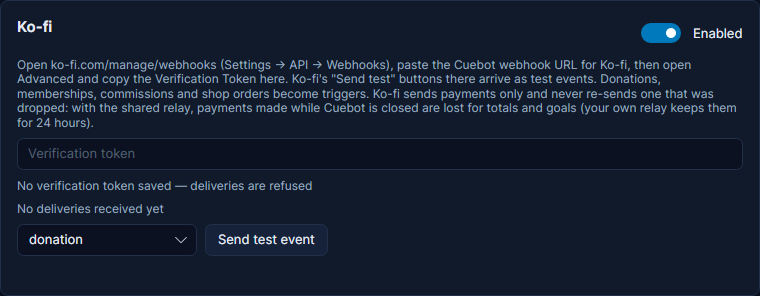 Ko-fi
Enabled
Open ko-fi.com/manage/webhooks (Settings → API → Webhooks), paste the Cuebot webhook URL for Ko-fi, then open
Advanced and copy the Verification Token here. Ko-fi's "Send test" buttons there arrive as test events. Donations,
memberships, commissions and shop orders become triggers. Ko-fi sends payments only and never re-sends one that was
dropped: with the shared relay, payments made while Cuebot is closed are lost for totals and goals (your own relay keeps them
for 24 hours).
Verification token
No verification token saved — deliveries are refused
No deliveries received yet
donation
Send test event